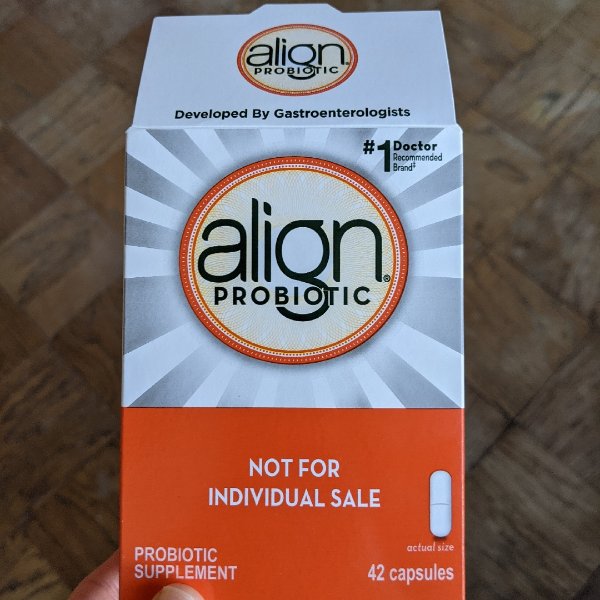 align
PROBIOTIC
Developed By Gastroenterologists
#1 Doctor
Recommended
Brand‡
align®
PROBIOTIC
NOT FOR
INDIVIDUAL SALE
actual size
PROBIOTIC
SUPPLEMENT
42 capsules